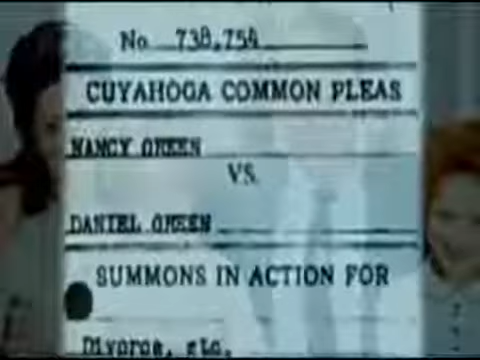 No. 738,754
CUYAHOGA COMMON PLEAS
NANCY GREEN
VS.
DANIEL GREEN
SUMMONS IN ACTION FOR
Divorce, etc.